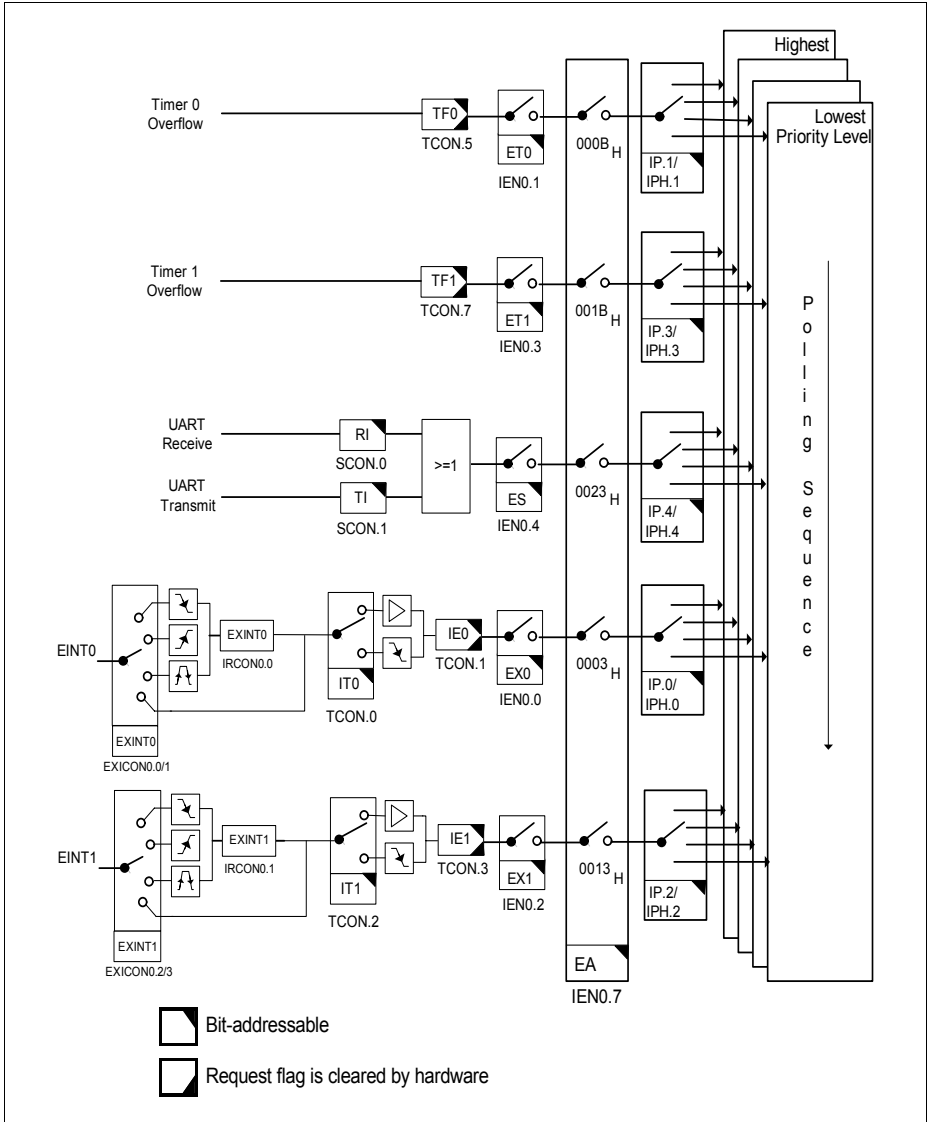 Highest
Lowest
Priority Level
Timer 0
Overflow
TF0
TCON.5
ET0
IEN0.1
000B H
IP.1/
IPH.1
Timer 1
Overflow
TF1
TCON.7
ET1
IEN0.3
001B H
IP.3/
IPH.3
Polling Sequence
UART
Receive
RI
SCON.0
UART
Transmit
TI
SCON.1
>=1
ES
IEN0.4
0023 H
IP.4/
IPH.4
EINT0
EXINT0
EXICON0.0/1
EXINT0
IRCON0.0
IT0
TCON.0
IE0
TCON.1
EX0
IEN0.0
0003 H
IP.0/
IPH.0
EINT1
EXINT1
EXICON0.2/3
EXINT1
IRCON0.1
IT1
TCON.2
IE1
TCON.3
EX1
IEN0.2
0013 H
IP.2/
IPH.2
EA
IEN0.7
Bit-addressable
Request flag is cleared by hardware